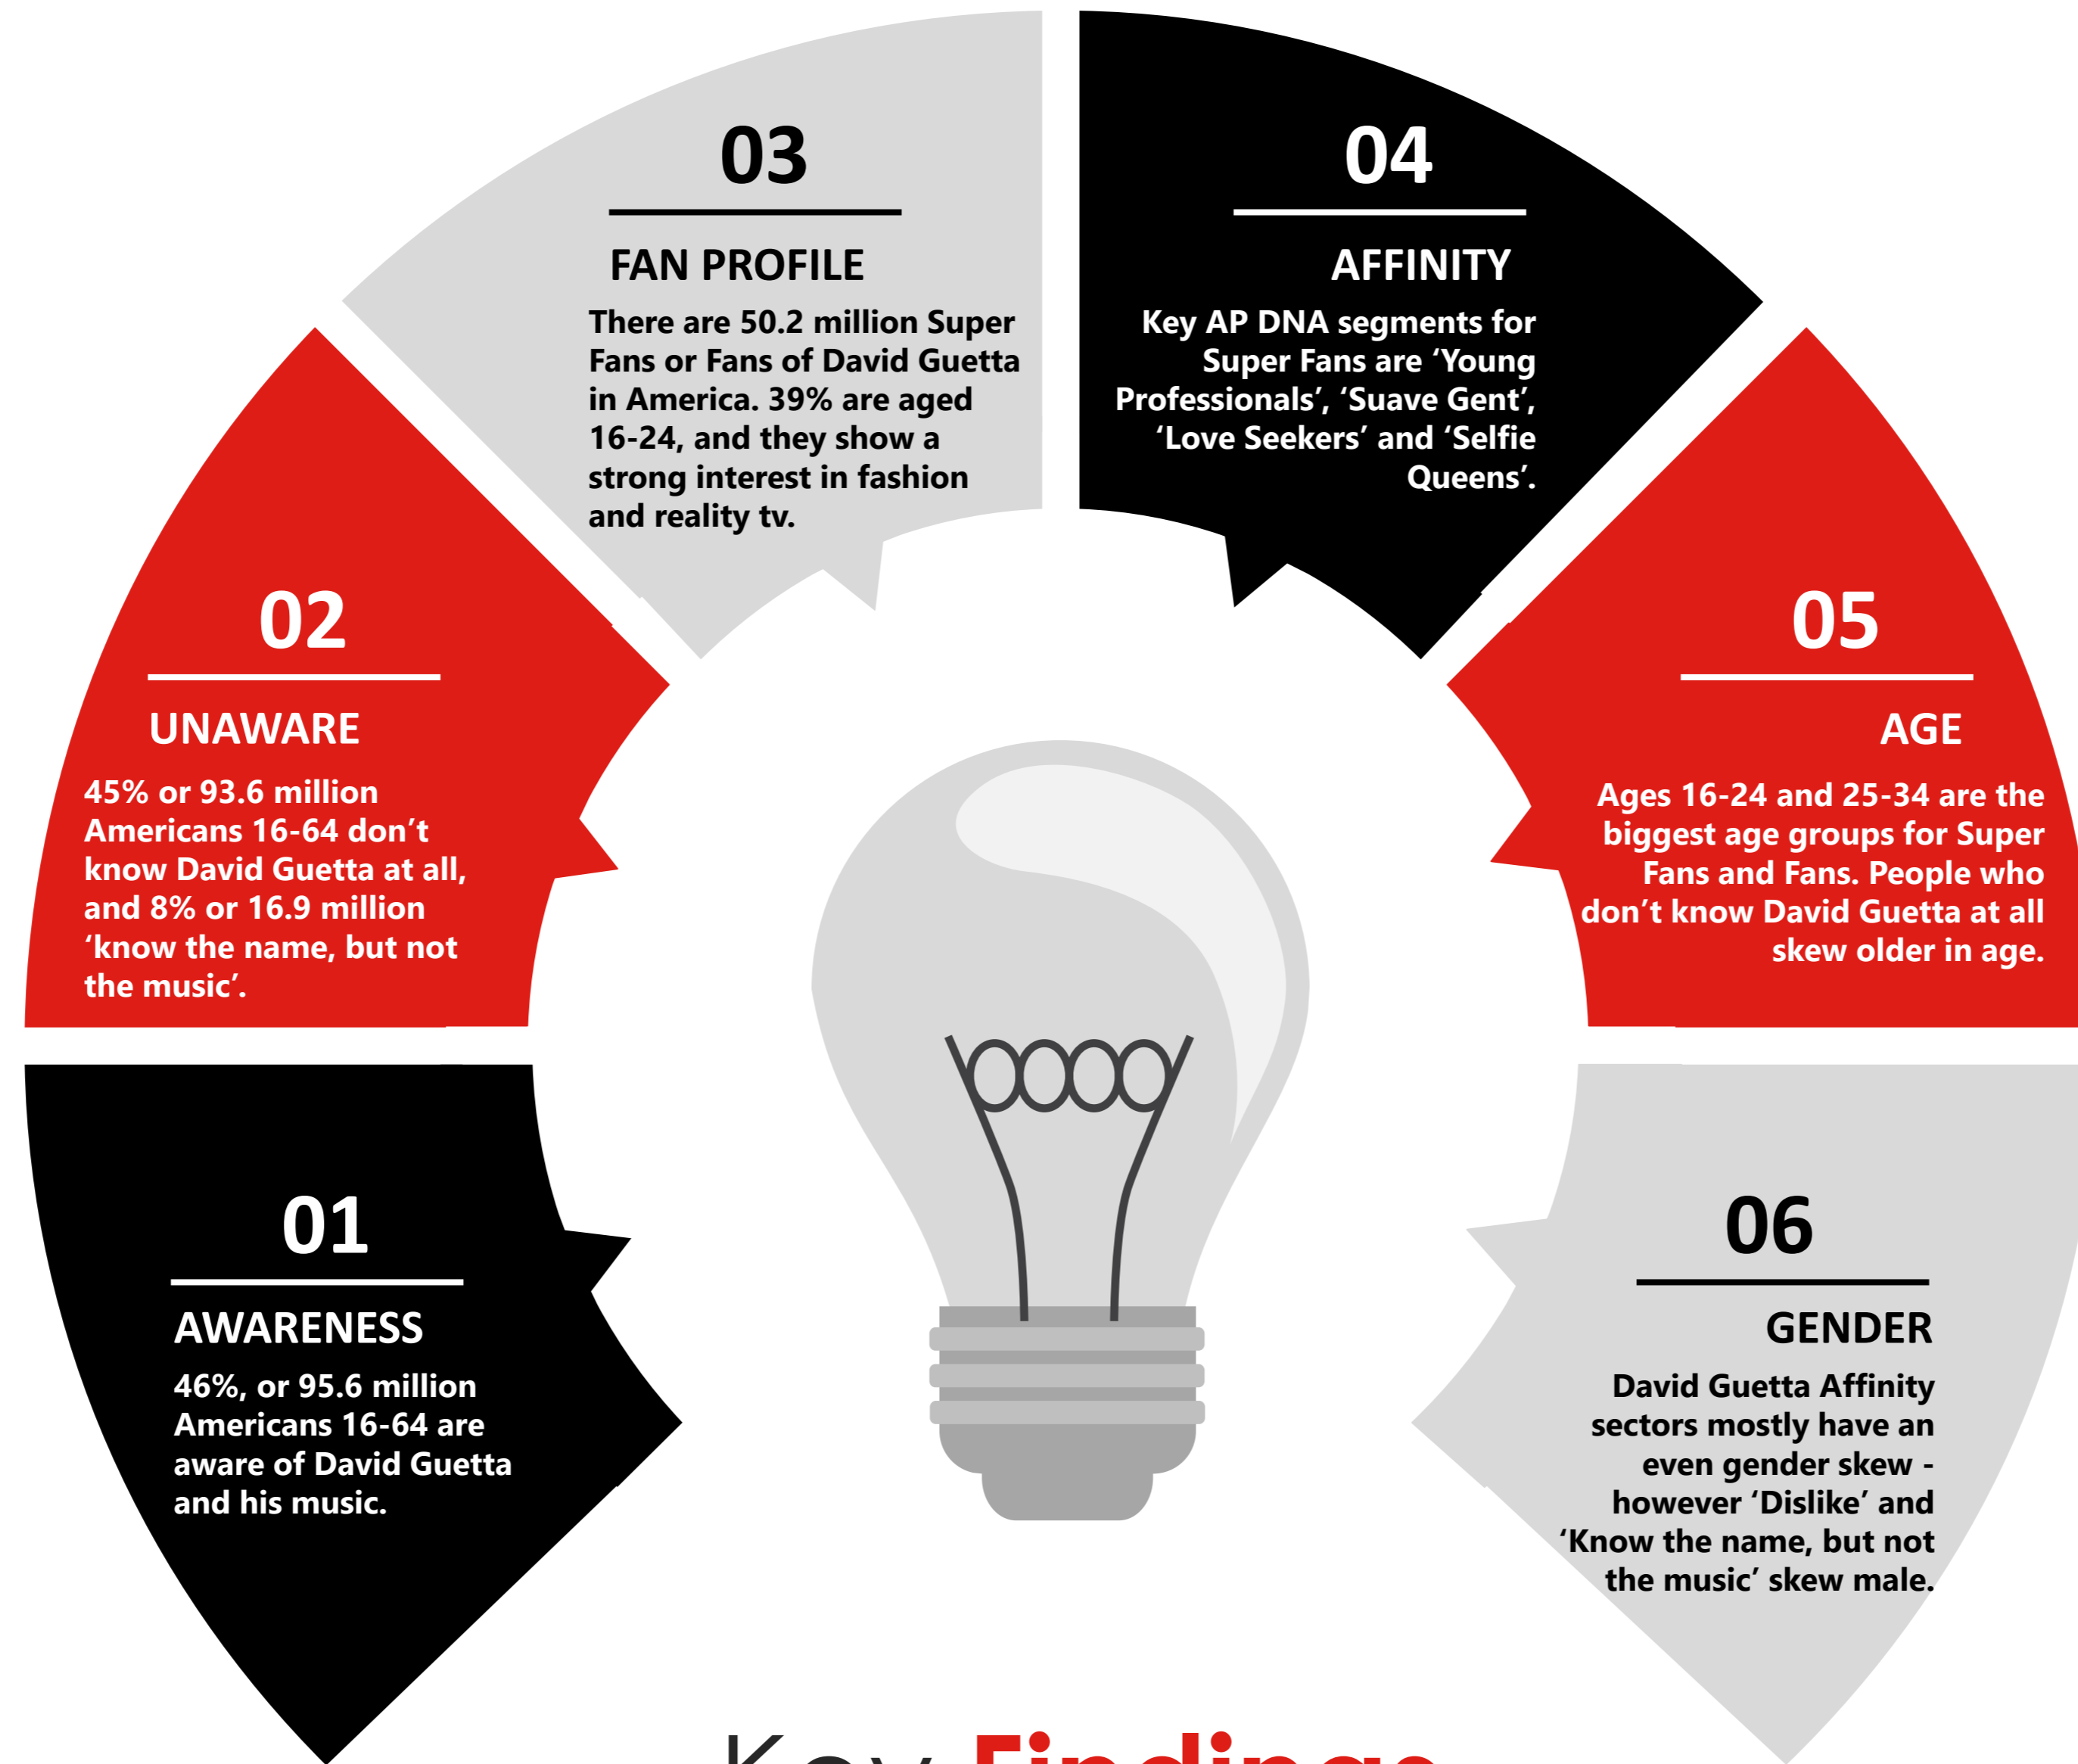 03
FAN PROFILE
There are 50.2 million Super
Fans or Fans of David Guetta
in America. 39% are aged
16-24, and they show a
strong interest in fashion
and reality tv.
04
AFFINITY
Key AP DNA segments for
Super Fans are ‘Young
Professionals’, ‘Suave Gent’,
‘Love Seekers’ and ‘Selfie
Queens’.
02
UNAWARE
45% or 93.6 million
Americans 16-64 don’t
know David Guetta at all,
and 8% or 16.9 million
‘know the name, but not
the music’.
05
AGE
Ages 16-24 and 25-34 are the
biggest age groups for Super
Fans and Fans. People who
don’t know David Guetta at all
skew older in age.
01
AWARENESS
46%, or 95.6 million
Americans 16-64 are
aware of David Guetta
and his music.
06
GENDER
David Guetta Affinity
sectors mostly have an
even gender skew -
however ‘Dislike’ and
‘Know the name, but not
the music’ skew male.
Key Findings